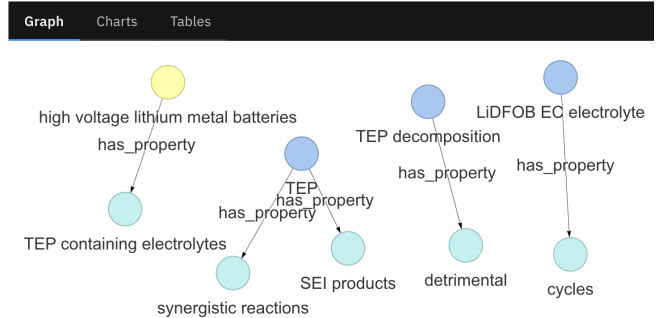 Graph Charts Tables
high voltage lithium metal batteries
has_property
TEP containing electrolytes
TEP
has_property
has_property
synergistic reactions
SEI products
TEP decomposition
has_property
detrimental
LiDFOB EC electrolyte
has_property
cycles